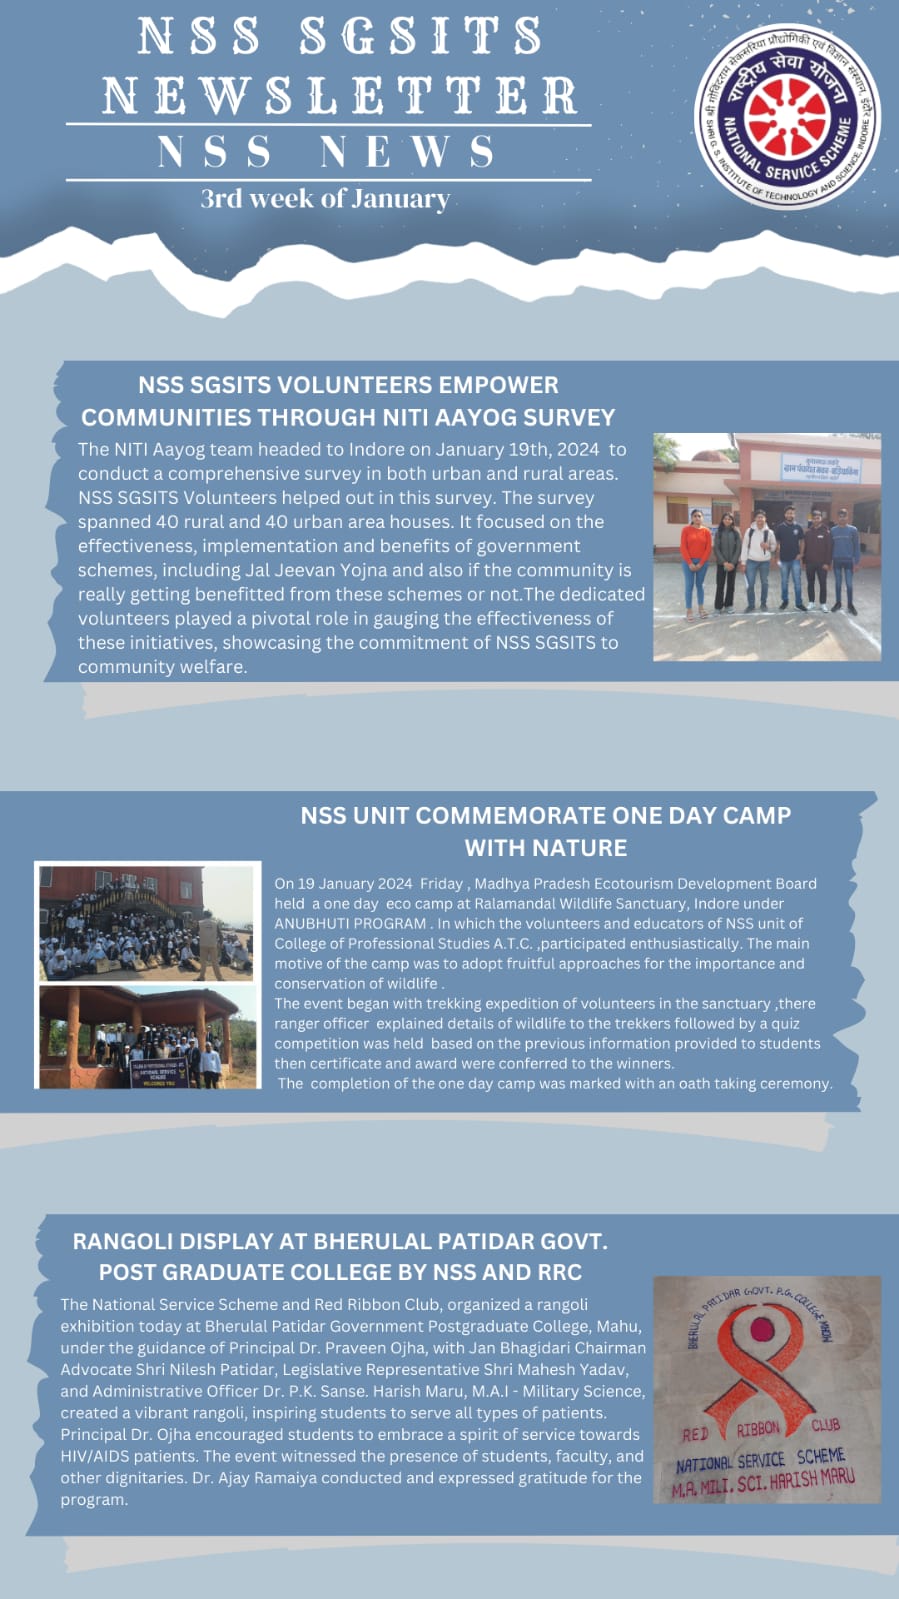 NSS SGSITS
NEWSLETTER
NSS NEWS
3rd week of January
SHRI G. S. INSTITUTE OF TECHNOLOGY AND SCIENCE, INDORE
श्री गोविंदराम सेकसरिया प्रौद्योगिकी एवं विज्ञान संस्थान, इंदौर
राष्ट्रीय सेवा योजना
NATIONAL SERVICE SCHEME
NSS SGSITS VOLUNTEERS EMPOWER
COMMUNITIES THROUGH NITI AAYOG SURVEY
The NITI Aayog team headed to Indore on January 19th, 2024 to
conduct a comprehensive survey in both urban and rural areas.
NSS SGSITS Volunteers helped out in this survey. The survey
spanned 40 rural and 40 urban area houses. It focused on the
effectiveness, implementation and benefits of government
schemes, including Jal Jeevan Yojna and also if the community is
really getting benefitted from these schemes or not.The dedicated
volunteers played a pivotal role in gauging the effectiveness of
these initiatives, showcasing the commitment of NSS SGSITS to
community welfare.
NSS UNIT COMMEMORATE ONE DAY CAMP
WITH NATURE
On 19 January 2024 Friday , Madhya Pradesh Ecotourism Development Board
held a one day eco camp at Ralamandal Wildlife Sanctuary, Indore under
ANUBHUTI PROGRAM . In which the volunteers and educators of NSS unit of
College of Professional Studies A.T.C. ,participated enthusiastically. The main
motive of the camp was to adopt fruitful approaches for the importance and
conservation of wildlife .
The event began with trekking expedition of volunteers in the sanctuary ,there
ranger officer explained details of wildlife to the trekkers followed by a quiz
competition was held based on the previous information provided to students
then certificate and award were conferred to the winners.
The completion of the one day camp was marked with an oath taking ceremony.
NATIONAL SERVICE
SCHEME
WELCOMES YOU
RANGOLI DISPLAY AT BHERULAL PATIDAR GOVT.
POST GRADUATE COLLEGE BY NSS AND RRC
The National Service Scheme and Red Ribbon Club, organized a rangoli
exhibition today at Bherulal Patidar Government Postgraduate College, Mahu,
under the guidance of Principal Dr. Praveen Ojha, with Jan Bhagidari Chairman
Advocate Shri Nilesh Patidar, Legislative Representative Shri Mahesh Yadav,
and Administrative Officer Dr. P.K. Sanse. Harish Maru, M.A.I - Military Science,
created a vibrant rangoli, inspiring students to serve all types of patients.
Principal Dr. Ojha encouraged students to embrace a spirit of service towards
HIV/AIDS patients. The event witnessed the presence of students, faculty, and
other dignitaries. Dr. Ajay Ramaiya conducted and expressed gratitude for the
program.
BHERULAL PATIDAR GOVT. P.G. COLLEGE MHOW
RED RIBBON CLUB
NATIONAL SERVICE SCHEME
M.A. MILI. SCI. HARISH MARU